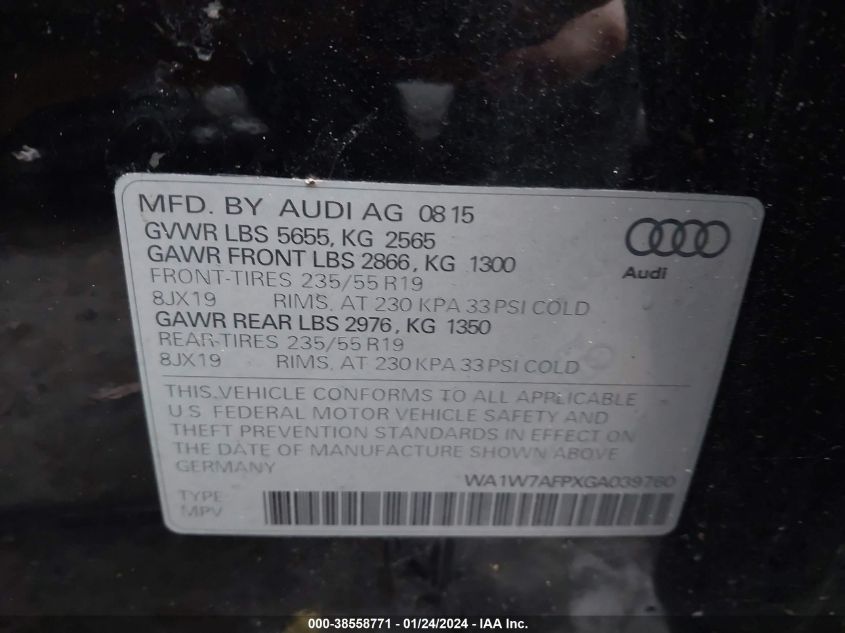 MFD. BY AUDI AG 08 15
GVWR LBS 5655, KG 2565
GAWR FRONT LBS 2866, KG 1300
FRONT-TIRES 235/55 R19
8JX19 RIMS, AT 230 KPA 33 PSI COLD
GAWR REAR LBS 2976, KG 1350
REAR-TIRES 235/55 R19
8JX19 RIMS, AT 230 KPA 33 PSI COLD
Audi
THIS VEHICLE CONFORMS TO ALL APPLICABLE
U.S. FEDERAL MOTOR VEHICLE SAFETY AND
THEFT PREVENTION STANDARDS IN EFFECT ON
THE DATE OF MANUFACTURE SHOWN ABOVE
GERMANY
WA1W7AFPXGA039760
TYPE
MPV
000-38558771 - 01/24/2024 - IAA Inc.